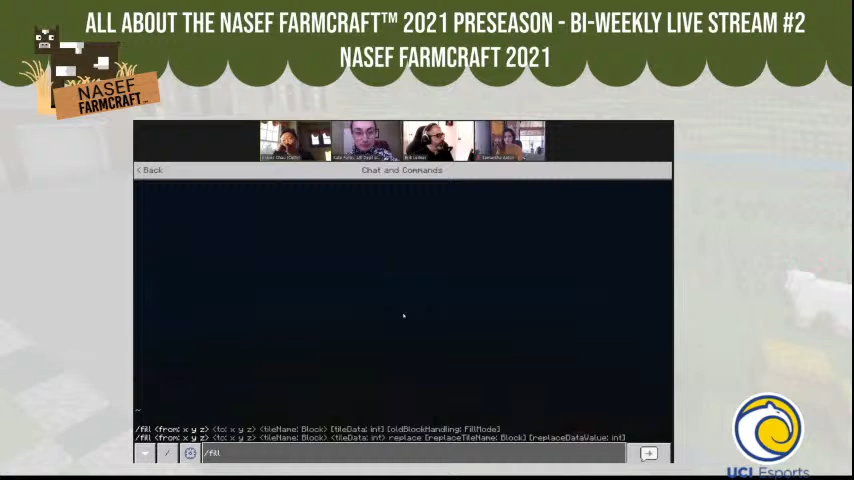 ALL ABOUT THE NASEF FARMCRAFT™ 2021 PRESEASON - BI-WEEKLY LIVE STREAM #2
NASEF FARMCRAFT 2021
NASEF
FARMCRAFT
< Back
Chat and Commands
~
/fill <from: x y z> <to: x y z> <tileName: Block> [tileData: int] [oldBlockHandling: FillMode]
/fill <from: x y z> <to: x y z> <tileName: Block> <tileData: int> replace [replaceTileName: Block] [replaceDataValue: int]
/fill
UCI Esports